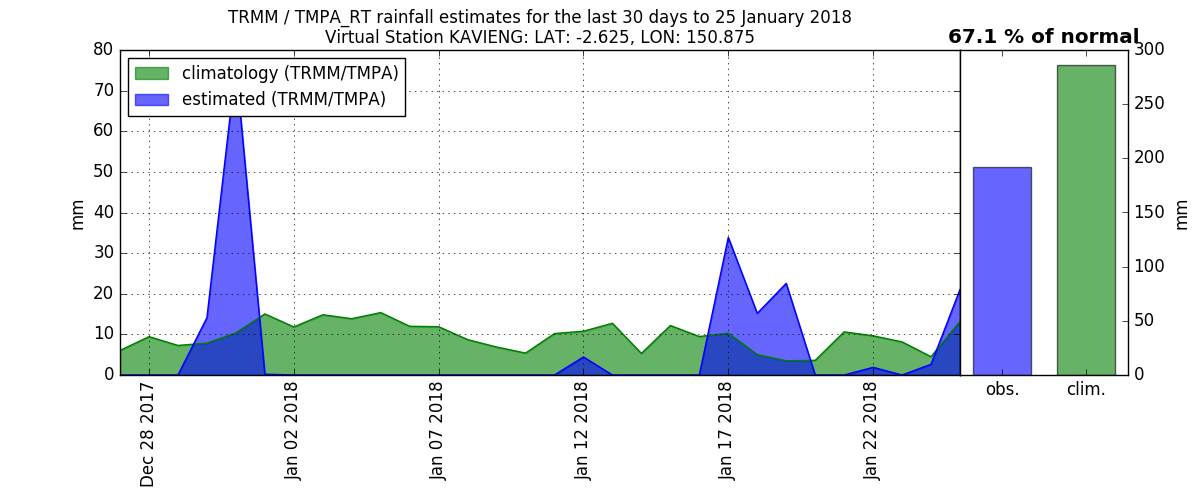 TRMM / TMPA_RT rainfall estimates for the last 30 days to 25 January 2018
Virtual Station KAVIENG: LAT: -2.625, LON: 150.875
67.1 % of normal
climatology (TRMM/TMPA)
estimated (TRMM/TMPA)
80
70
60
50
40
30
20
10
0
mm
300
250
200
150
100
50
0
mm
Dec 28 2017
Jan 02 2018
Jan 07 2018
Jan 12 2018
Jan 17 2018
Jan 22 2018
obs.
clim.